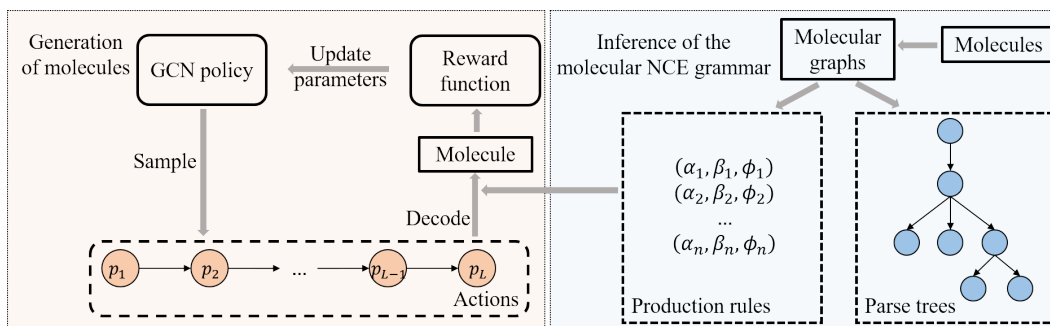 Generation
of molecules
GCN policy
Update
parameters
Reward
function
Sample
Molecule
Decode
p₁
p₂
...
p_{L−1}
p_L
Actions
Inference of the
molecular NCE grammar
Molecular
graphs
Molecules
(α₁, β₁, ϕ₁)
(α₂, β₂, ϕ₂)
...
(αₙ, βₙ, ϕₙ)
Production rules
Parse trees